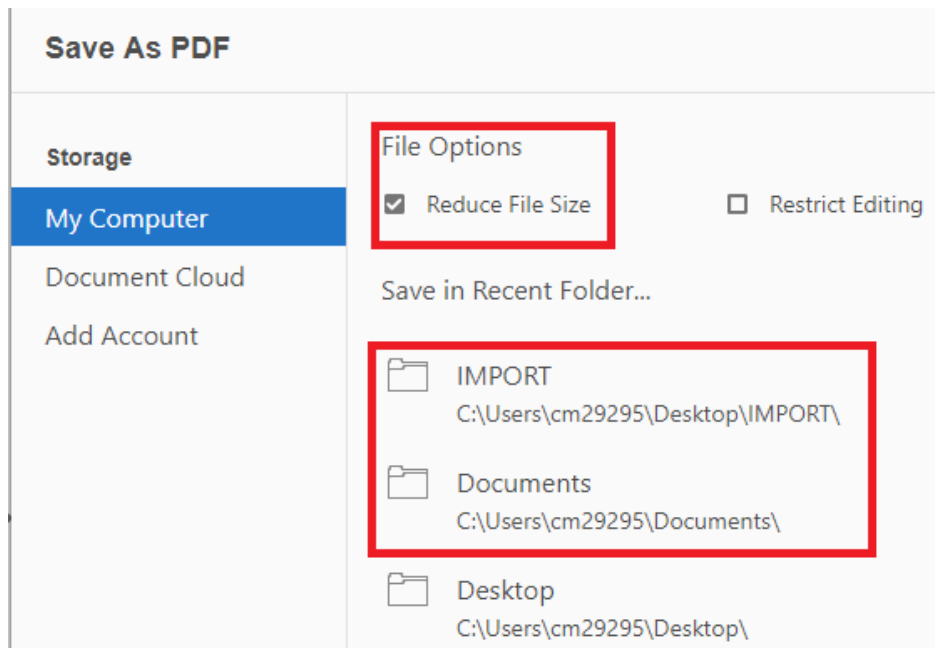 Save As PDF
Storage
My Computer
Document Cloud
Add Account
File Options
Reduce File Size
Restrict Editing
Save in Recent Folder...
IMPORT
C:\Users\cm29295\Desktop\IMPORT\
Documents
C:\Users\cm29295\Documents\
Desktop
C:\Users\cm29295\Desktop\